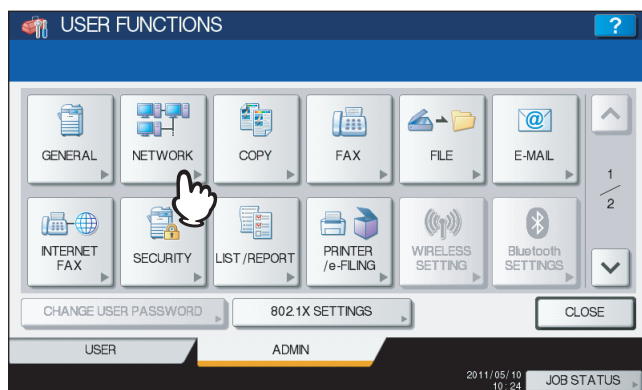 USER FUNCTIONS
?
GENERAL
NETWORK
COPY
FAX
FILE
E-MAIL
1
2
INTERNET
FAX
SECURITY
LIST/REPORT
PRINTER
/e-FILING
WIRELESS
SETTING
Bluetooth
SETTINGS
CHANGE USER PASSWORD
802.1X SETTINGS
CLOSE
USER
ADMIN
2011/05/10
10:24
JOB STATUS